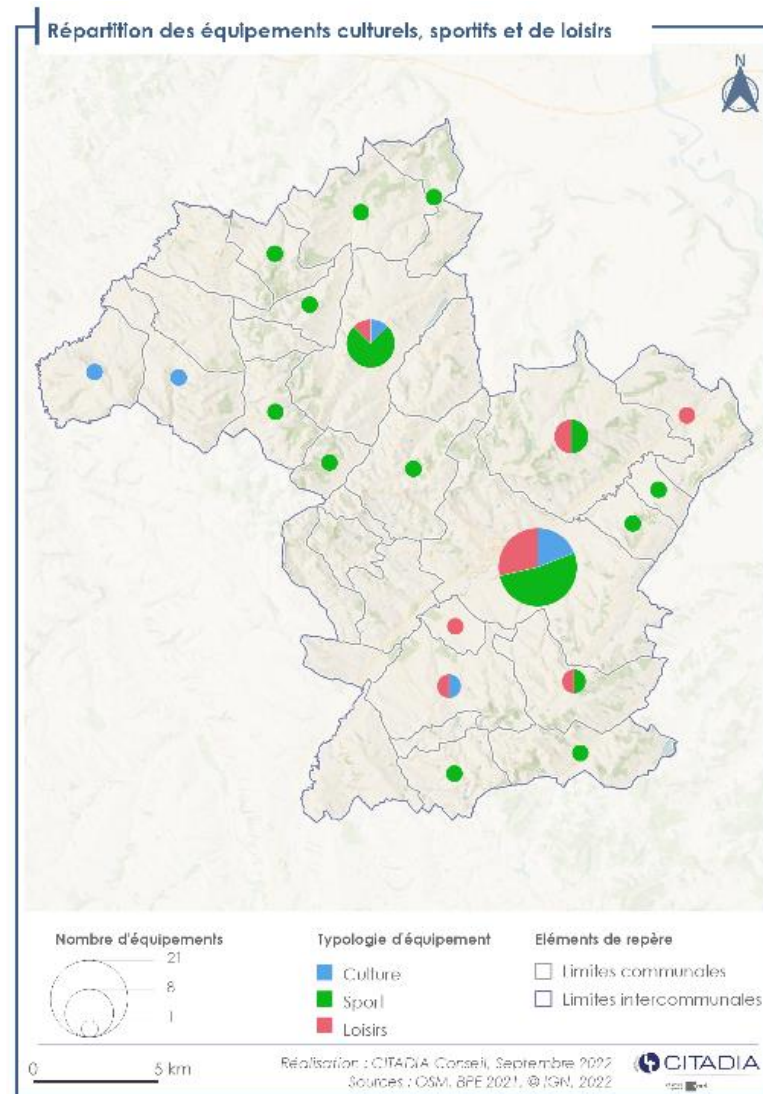 Répartition des équipements culturels, sportifs et de loisirs
N
Nombre d'équipements
21
8
1
Typologie d'équipement
Culture
Sport
Loisirs
Eléments de repère
Limites communales
Limites intercommunales
0 5 km
Réalisation : CITADIA Conseil, Septembre 2022
Sources : OSM, BPE 2021, © IGN, 2022
CITADIA